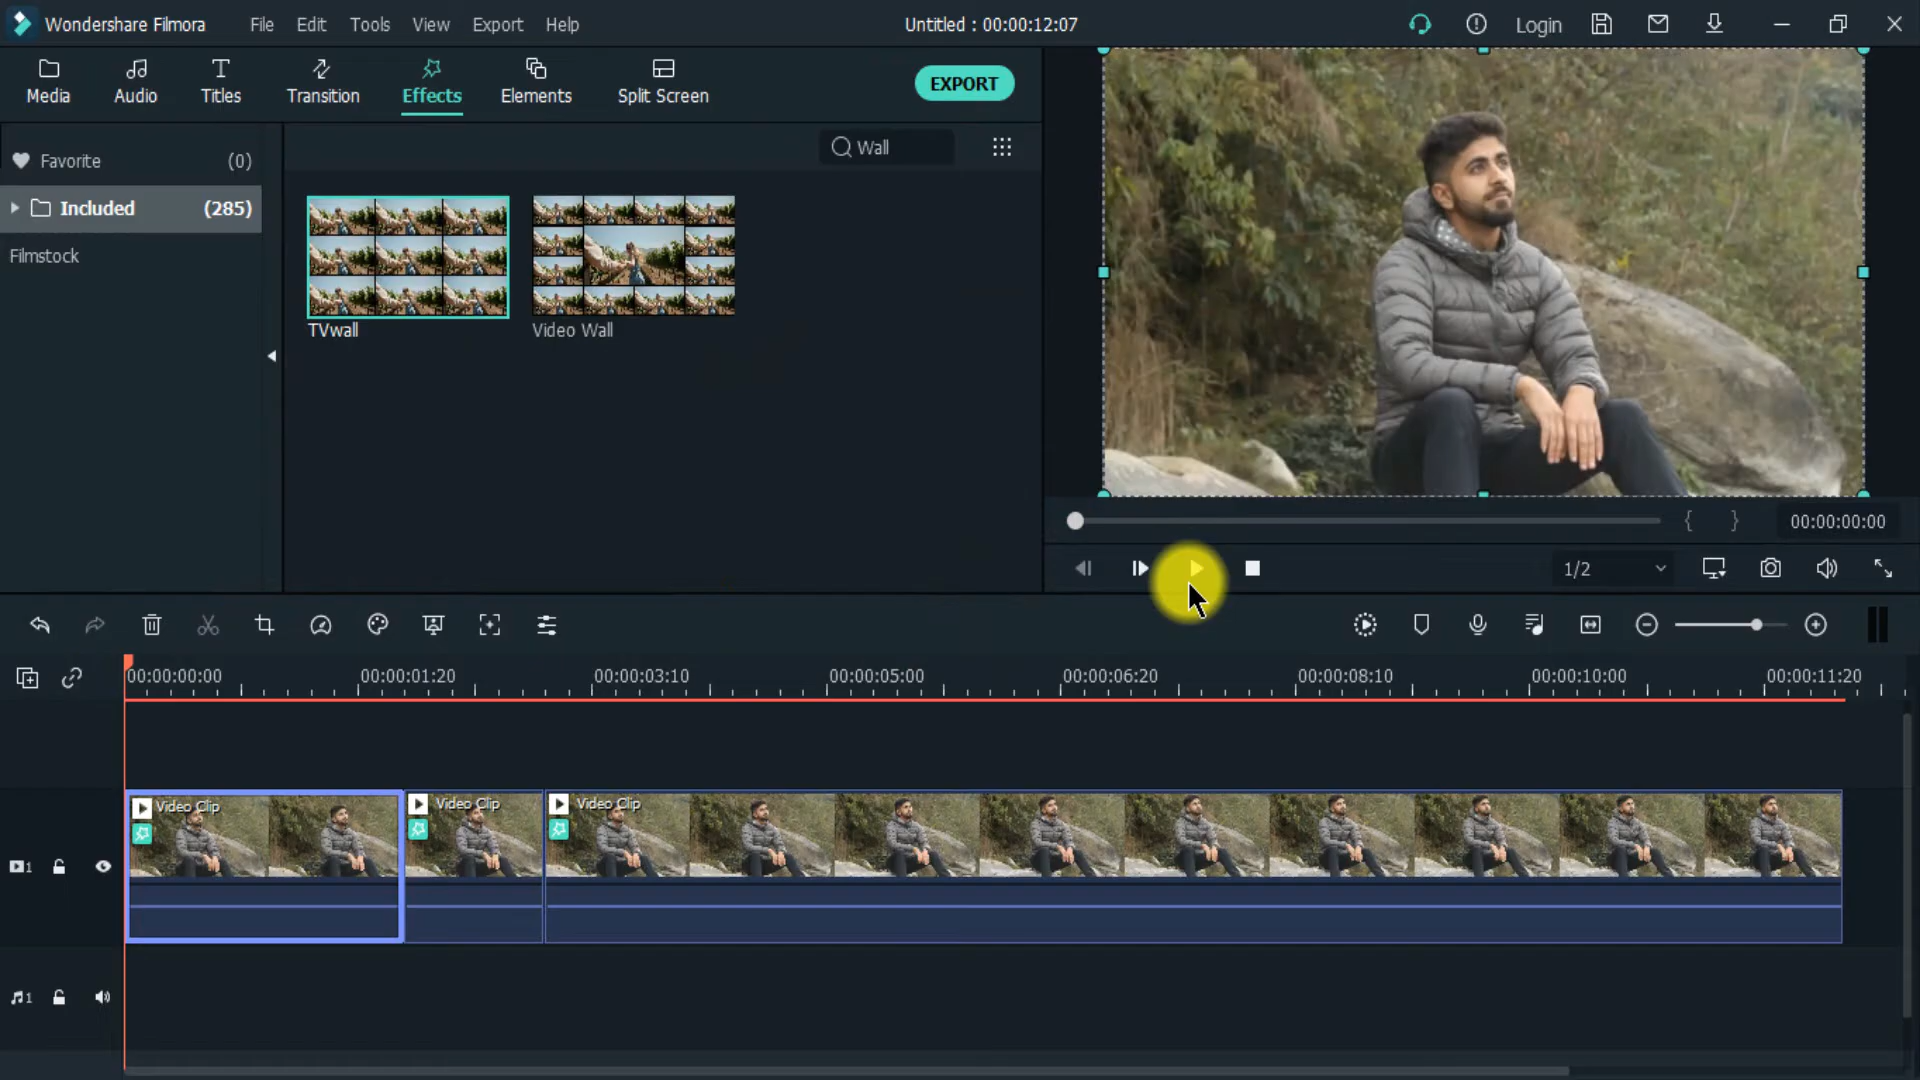 Wondershare Filmora File Edit Tools View Export Help Untitled : 00:00:12:07 Login
Media Audio Titles Transition Effects Elements Split Screen EXPORT
Favorite (0)
Included (285)
Filmstock
Wall
TVwall Video Wall
{ } 00:00:00:00
1/2
00:00:00:00 00:00:01:20 00:00:03:10 00:00:05:00 00:00:06:20 00:00:08:10 00:00:10:00 00:00:11:20
Video Clip Video Clip Video Clip
1
1